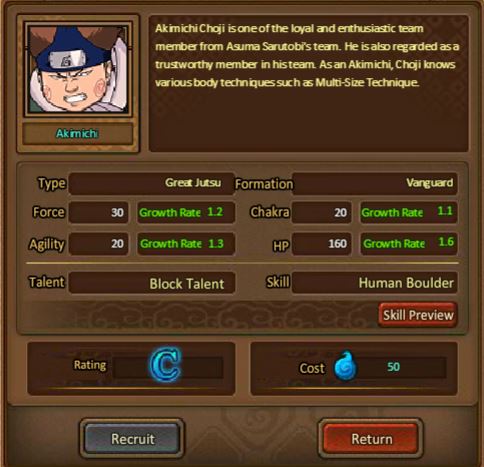 Akimichi Choji is one of the loyal and enthusiastic team
member from Asuma Sarutobi's team. He is also regarded as a
trustworthy member in his team. As an Akimichi, Choji knows
various body techniques such as Multi-Size Technique.
Akimichi
Type Great Jutsu Formation Vanguard
Force 30 Growth Rate 1.2 Chakra 20 Growth Rate 1.1
Agility 20 Growth Rate 1.3 HP 160 Growth Rate 1.6
Talent Block Talent Skill Human Boulder
Skill Preview
Rating C Cost 50
Recruit Return